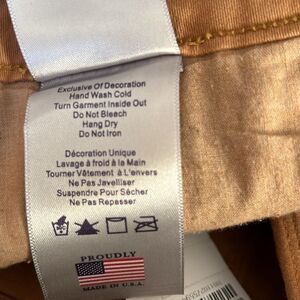 Exclusive Of Decoration
Hand Wash Cold
Turn Garment Inside Out
Do Not Bleach
Hang Dry
Do Not Iron
Décoration Unique
Lavage à froid à la Main
Tourner Vêtement à L'envers
Ne Pas Javelliser
Suspendre Pour Sécher
Ne Pas Repasser
PROUDLY
MADE IN U.S.A.